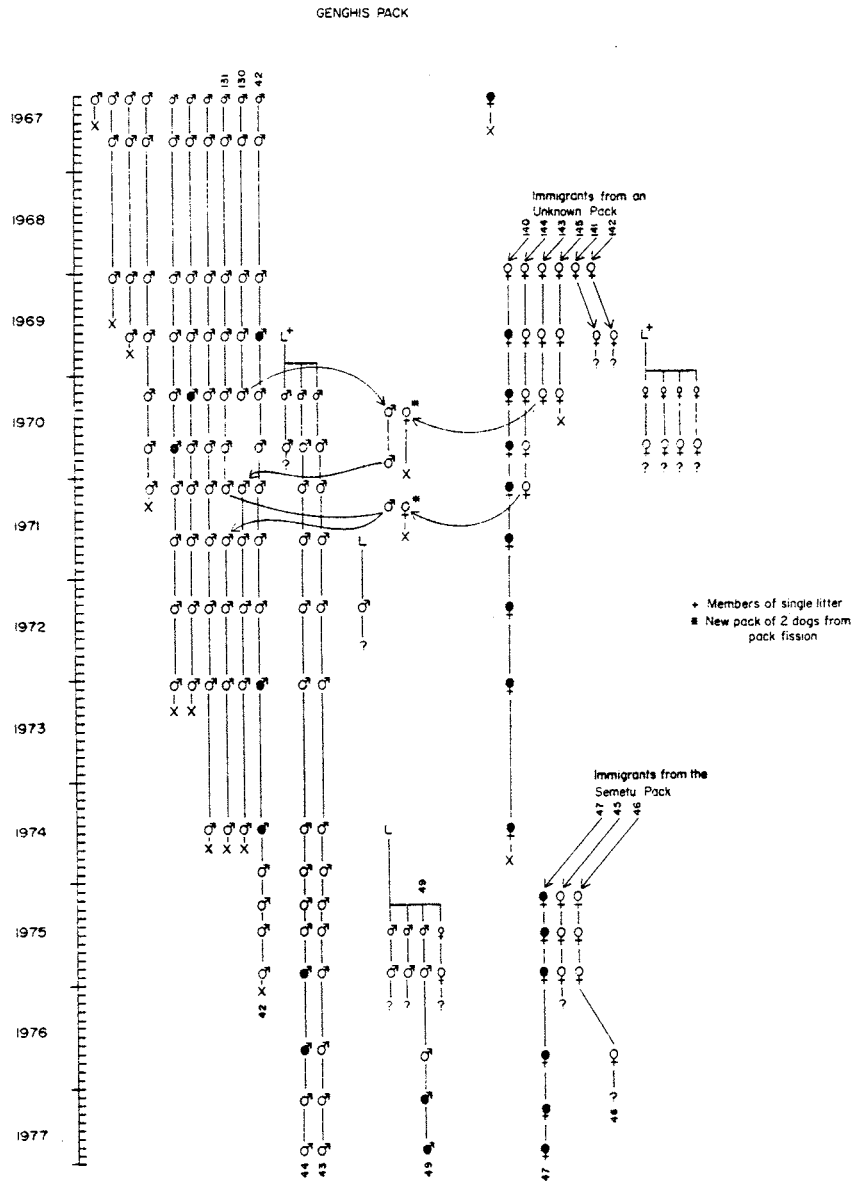 GENGHIS PACK
131
130
42
1967
1968
Immigrants from an
Unknown Pack
140
144
143
145
141
142
1969
L+
L+
? ?
*
1970
X
? ? ? ? ?
X
*
1971
X
L
+ Members of single litter
* New pack of 2 dogs from
pack fission
1972
?
X X
1973
Immigrants from the
Semetu Pack
47
45
46
1974
X X X
L
X
49
1975
X
42
? ? ?
?
1976
?
46
1977
44
43
49
47